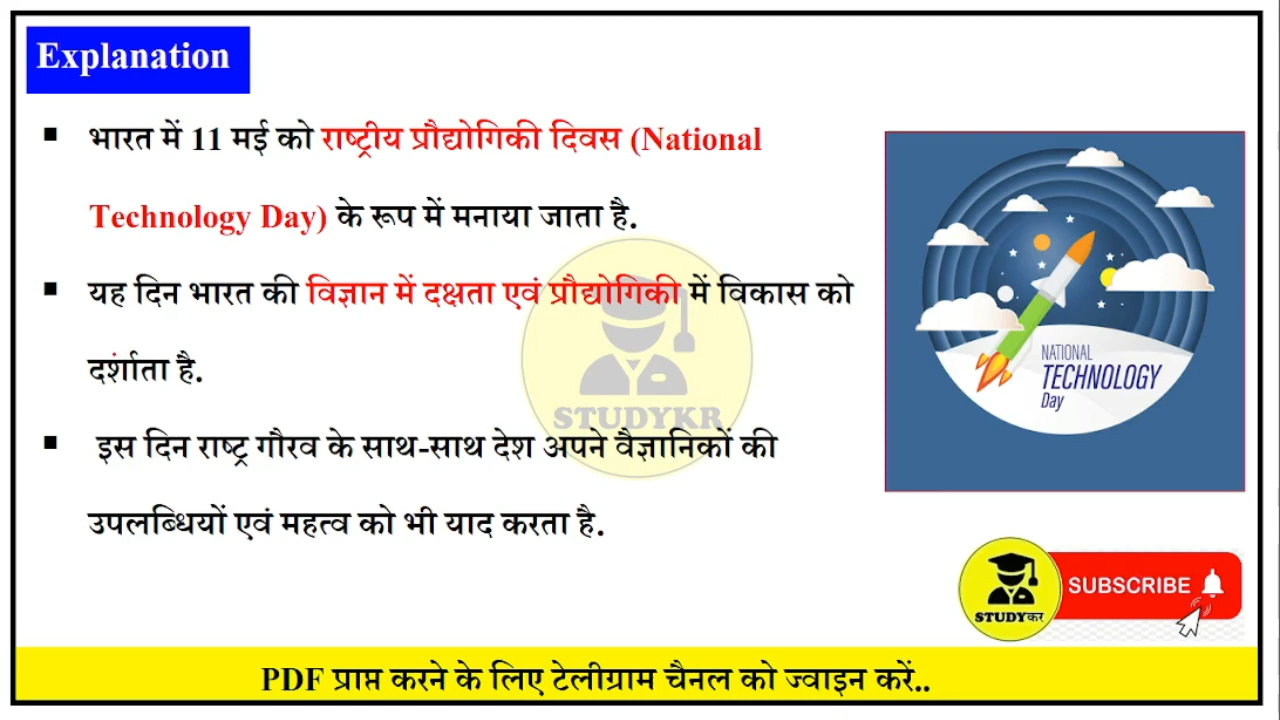 Explanation
▪ भारत में 11 मई को राष्ट्रीय प्रौद्योगिकी दिवस (National
Technology Day) के रूप में मनाया जाता है.
▪ यह दिन भारत की विज्ञान में दक्षता एवं प्रौद्योगिकी में विकास को
दर्शाता है.
▪ इस दिन राष्ट्र गौरव के साथ-साथ देश अपने वैज्ञानिकों की
उपलब्धियों एवं महत्व को भी याद करता है.
STUDYKR
NATIONAL
TECHNOLOGY
Day
SUBSCRIBE
STUDYकर
PDF प्राप्त करने के लिए टेलीग्राम चैनल को ज्वाइन करें..